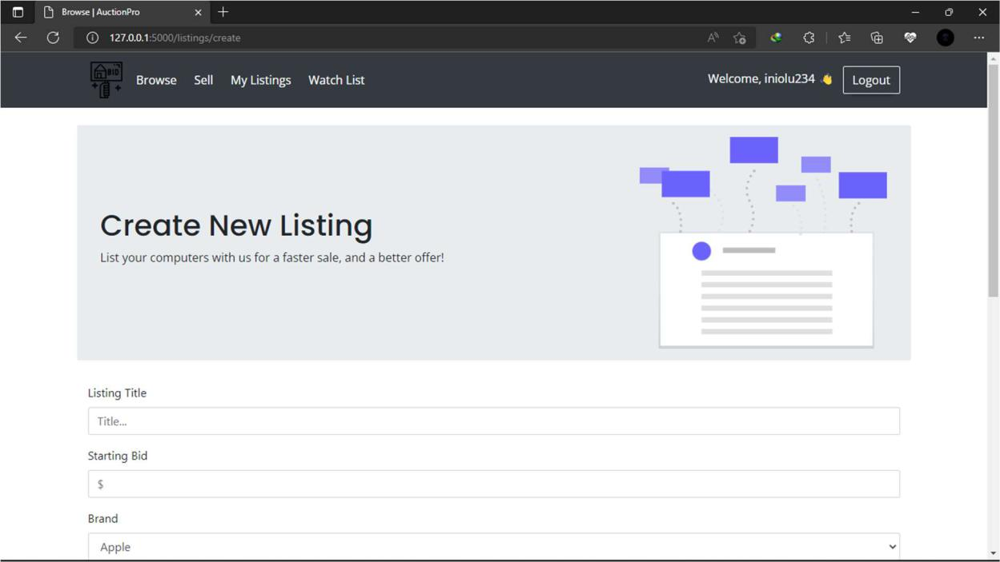 Browse | AuctionPro
127.0.0.1:5000/listings/create
BID
Browse Sell My Listings Watch List
Welcome, iniolu234 👋 Logout
Create New Listing
List your computers with us for a faster sale, and a better offer!
Listing Title
Title...
Starting Bid
$
Brand
Apple